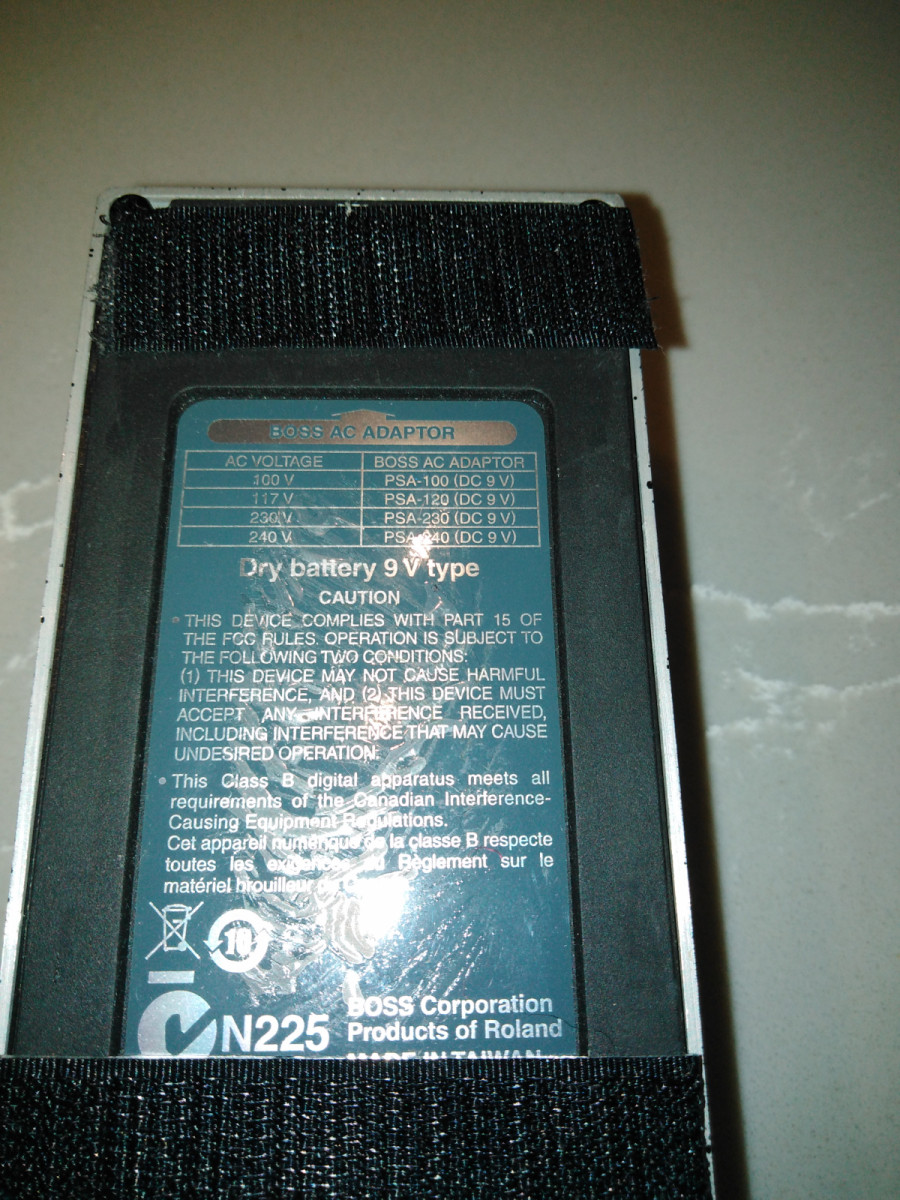 BOSS AC ADAPTOR
AC VOLTAGE BOSS AC ADAPTOR
100 V PSA-100 (DC 9 V)
117 V PSA-120 (DC 9 V)
230 V PSA-230 (DC 9 V)
240 V PSA-240 (DC 9 V)
Dry battery 9 V type
CAUTION
• THIS DEVICE COMPLIES WITH PART 15 OF
THE FCC RULES. OPERATION IS SUBJECT TO
THE FOLLOWING TWO CONDITIONS:
(1) THIS DEVICE MAY NOT CAUSE HARMFUL
INTERFERENCE, AND (2) THIS DEVICE MUST
ACCEPT ANY INTERFERENCE RECEIVED,
INCLUDING INTERFERENCE THAT MAY CAUSE
UNDESIRED OPERATION.
• This Class B digital apparatus meets all
requirements of the Canadian Interference-
Causing Equipment Regulations.
Cet appareil numérique de la classe B respecte
toutes les exigences du Règlement sur le
matériel brouilleur du
10
N225
BOSS Corporation
Products of Roland
MADE IN TAIWAN